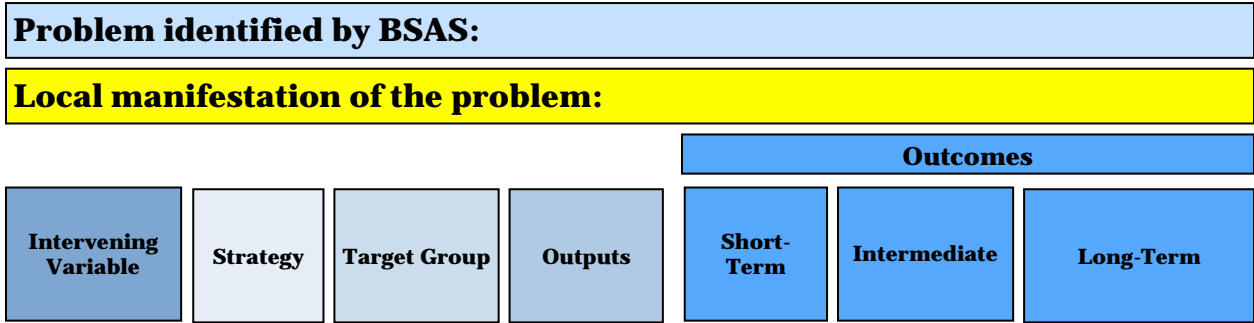 Problem identified by BSAS:
Local manifestation of the problem:
Outcomes
Intervening
Variable
Strategy
Target Group
Outputs
Short-
Term
Intermediate
Long-Term